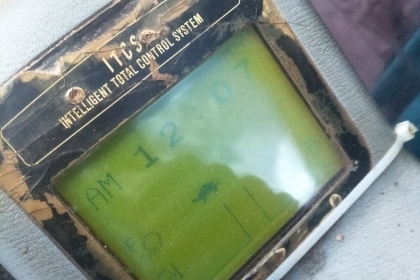 ITCS
INTELLIGENT TOTAL CONTROL SYSTEM
AM 12:07